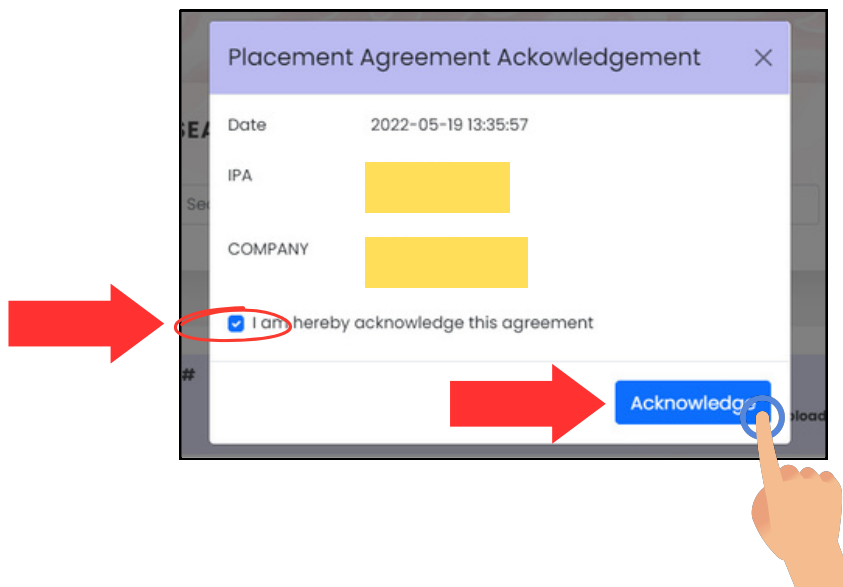 Placement Agreement Ackowledgement
Date 2022-05-19 13:35:57
IPA
COMPANY
I am hereby acknowledge this agreement
#
Acknowledge